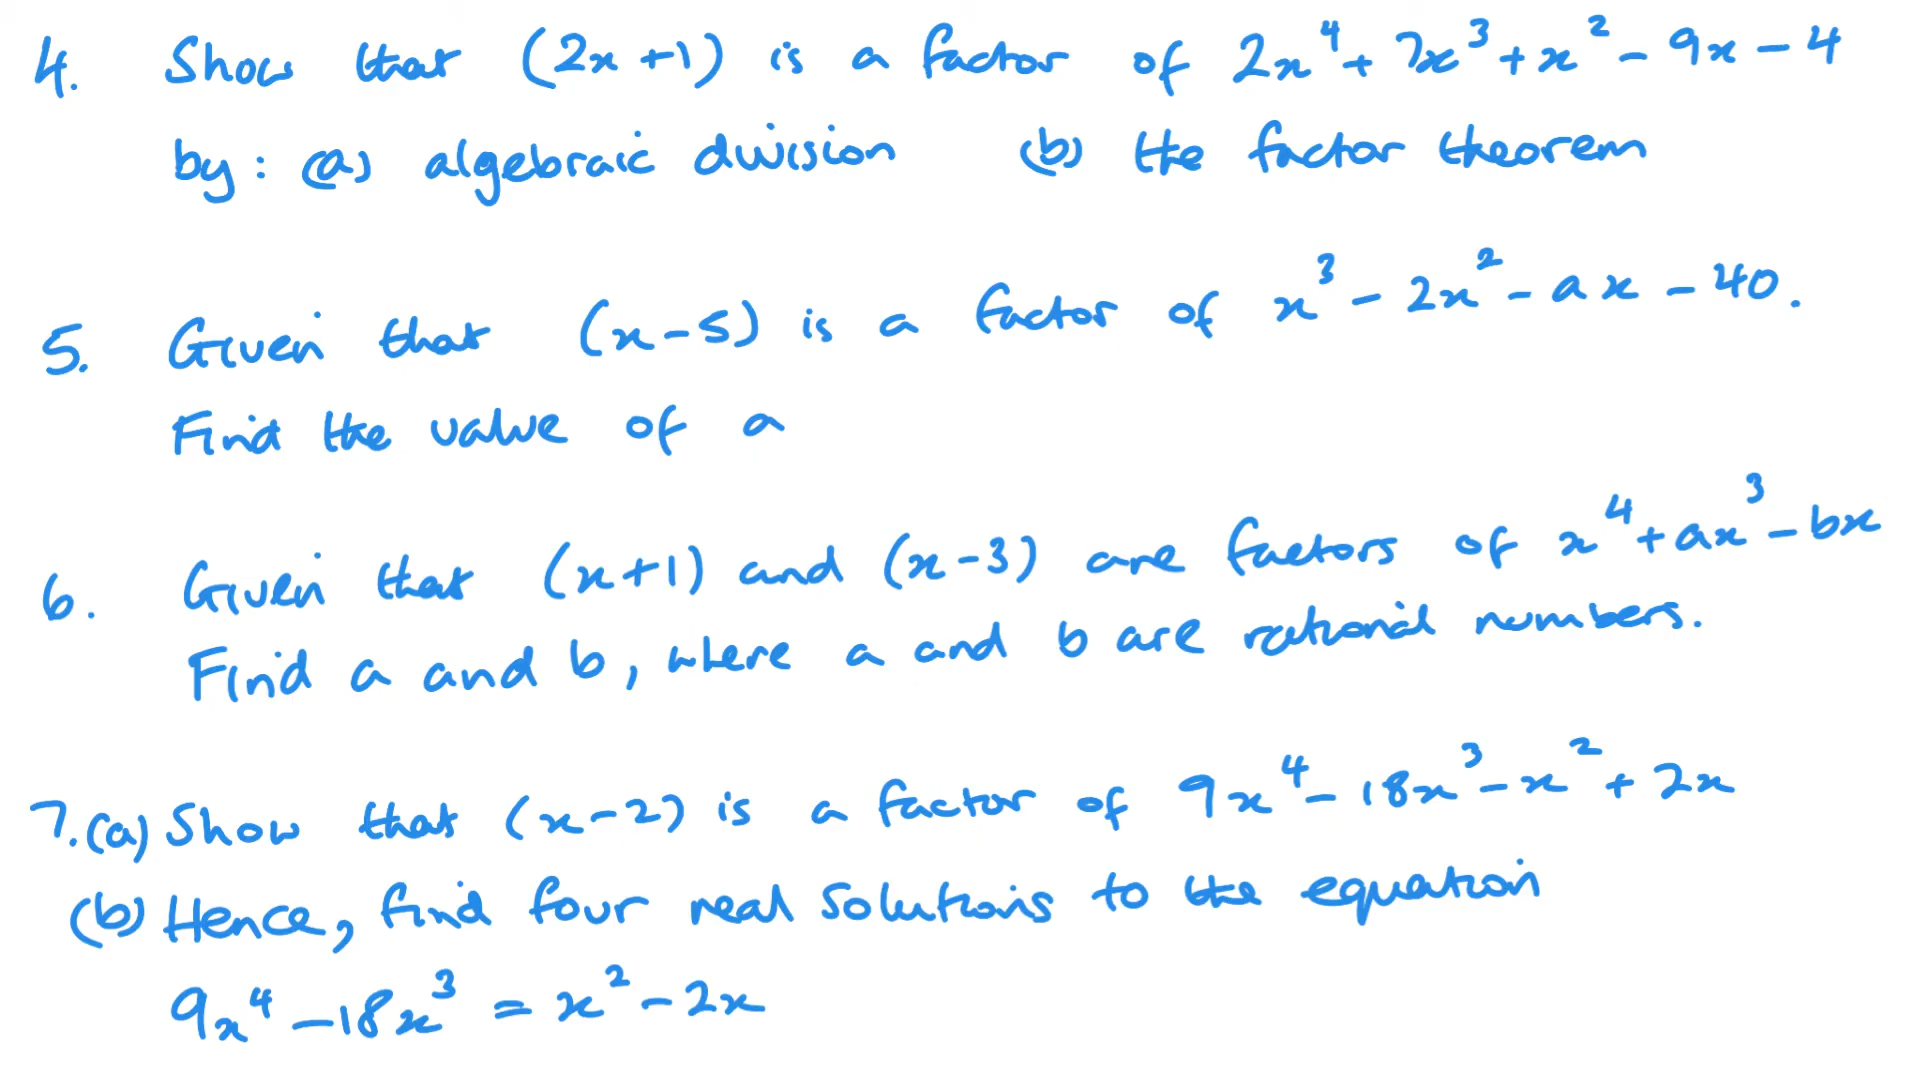 4. Show that (2x+1) is a factor of 2x⁴ + 7x³ + x² - 9x - 4
by: (a) algebraic division (b) the factor theorem
5. Given that (x-5) is a factor of x³ - 2x² - ax - 40.
Find the value of a
6. Given that (x+1) and (x-3) are factors of x⁴ + ax³ - bx
Find a and b, where a and b are rational numbers.
7. (a) Show that (x-2) is a factor of 9x⁴ - 18x³ - x² + 2x
(b) Hence, find four real solutions to the equation
9x⁴ - 18x³ = x² - 2x